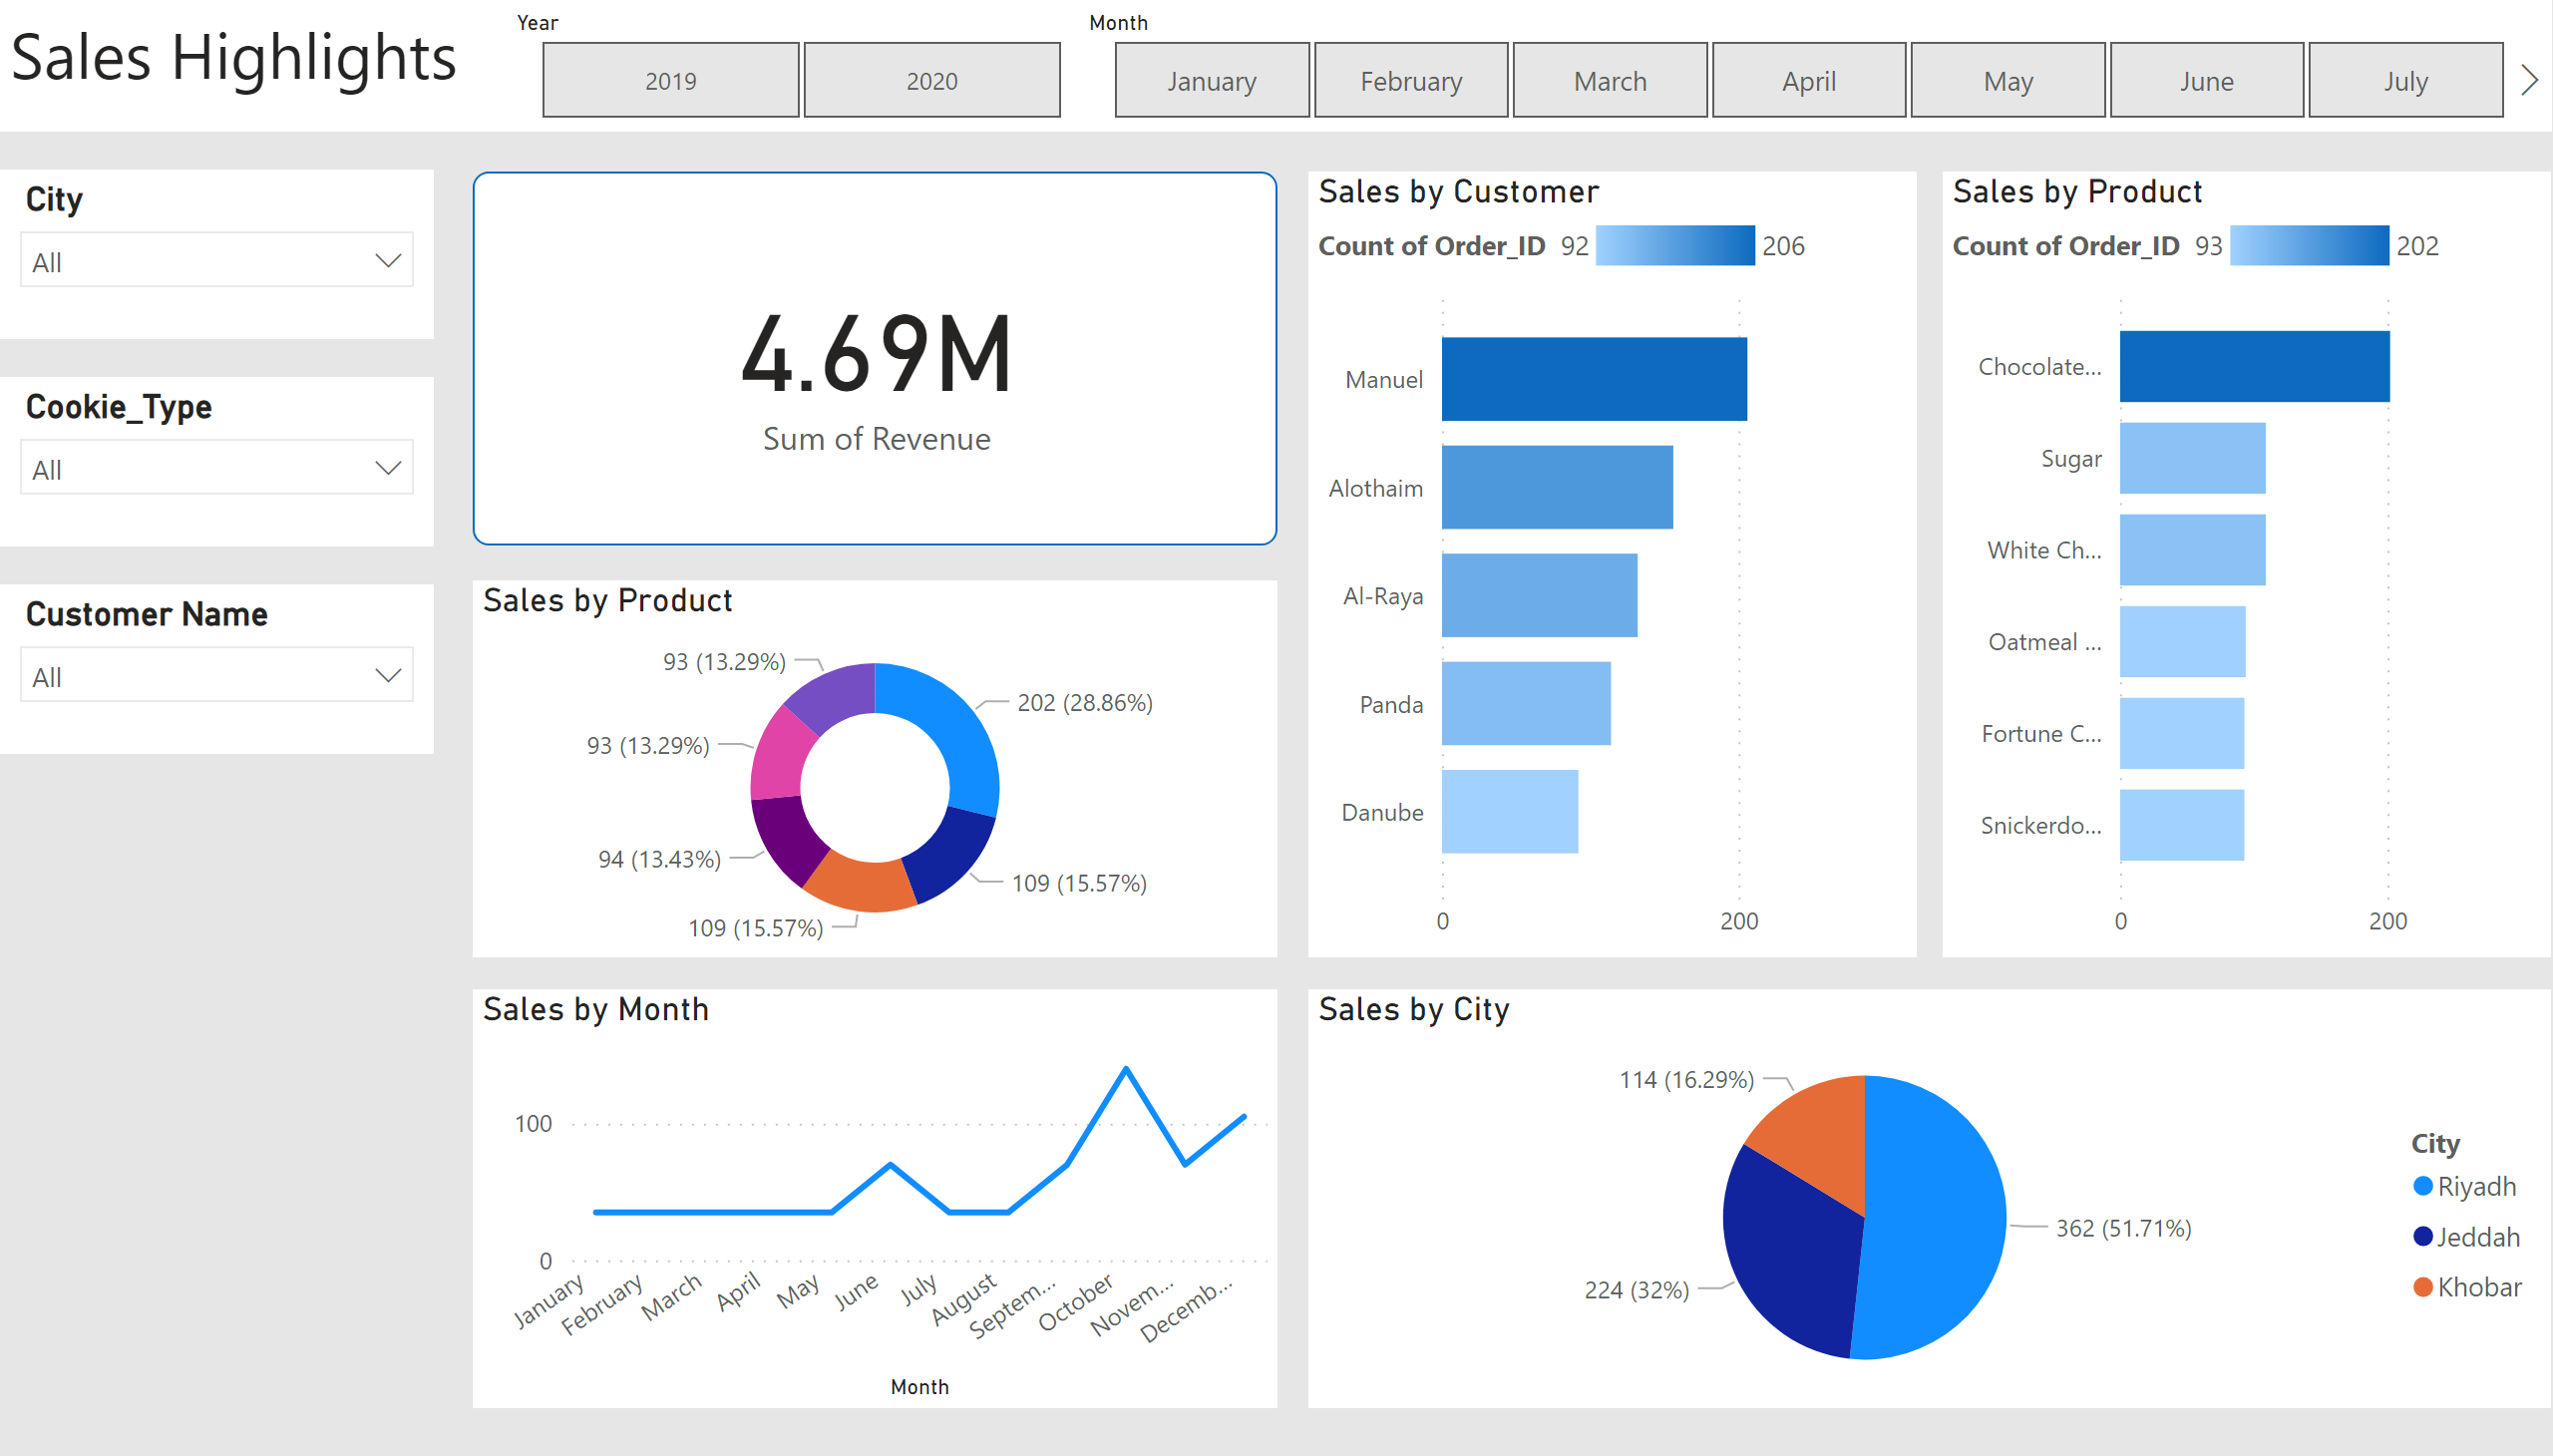 Sales Highlights
Year
2019
2020
Month
January
February
March
April
May
June
July
City
All
Cookie_Type
All
Customer Name
All
4.69M
Sum of Revenue
Sales by Customer
Count of Order_ID 92 206
Manuel
Alothaim
Al-Raya
Panda
Danube
0 200
Sales by Product
Count of Order_ID 93 202
Chocolate...
Sugar
White Ch...
Oatmeal ...
Fortune C...
Snickerdo...
0 200
Sales by Product
93 (13.29%)
202 (28.86%)
93 (13.29%)
94 (13.43%)
109 (15.57%)
109 (15.57%)
Sales by Month
100
0
January
February
March
April
May
June
July
August
Septem...
October
Novem...
Decemb...
Month
Sales by City
114 (16.29%)
362 (51.71%)
224 (32%)
City
Riyadh
Jeddah
Khobar